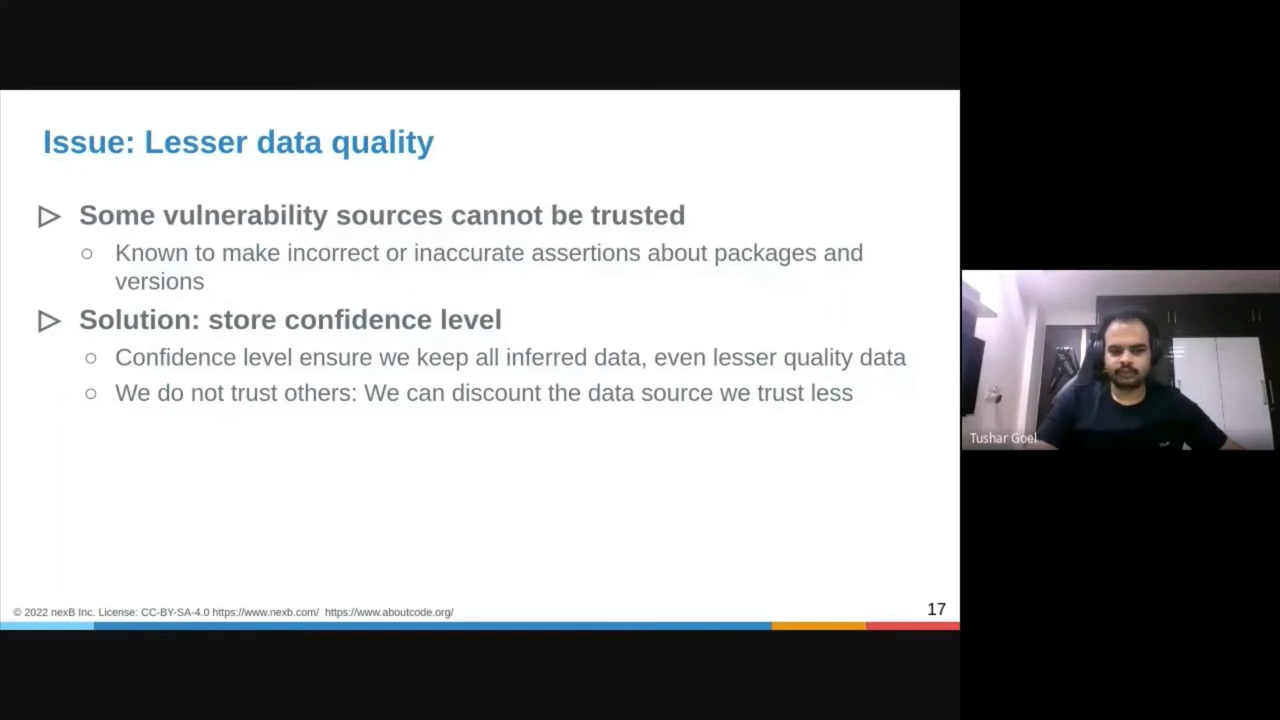 Issue: Lesser data quality
Some vulnerability sources cannot be trusted
Known to make incorrect or inaccurate assertions about packages and
versions
Solution: store confidence level
Confidence level ensure we keep all inferred data, even lesser quality data
We do not trust others: We can discount the data source we trust less
© 2022 nexB Inc. License: CC-BY-SA-4.0 https://www.nexb.com/ https://www.aboutcode.org/
17
Tushar Goel